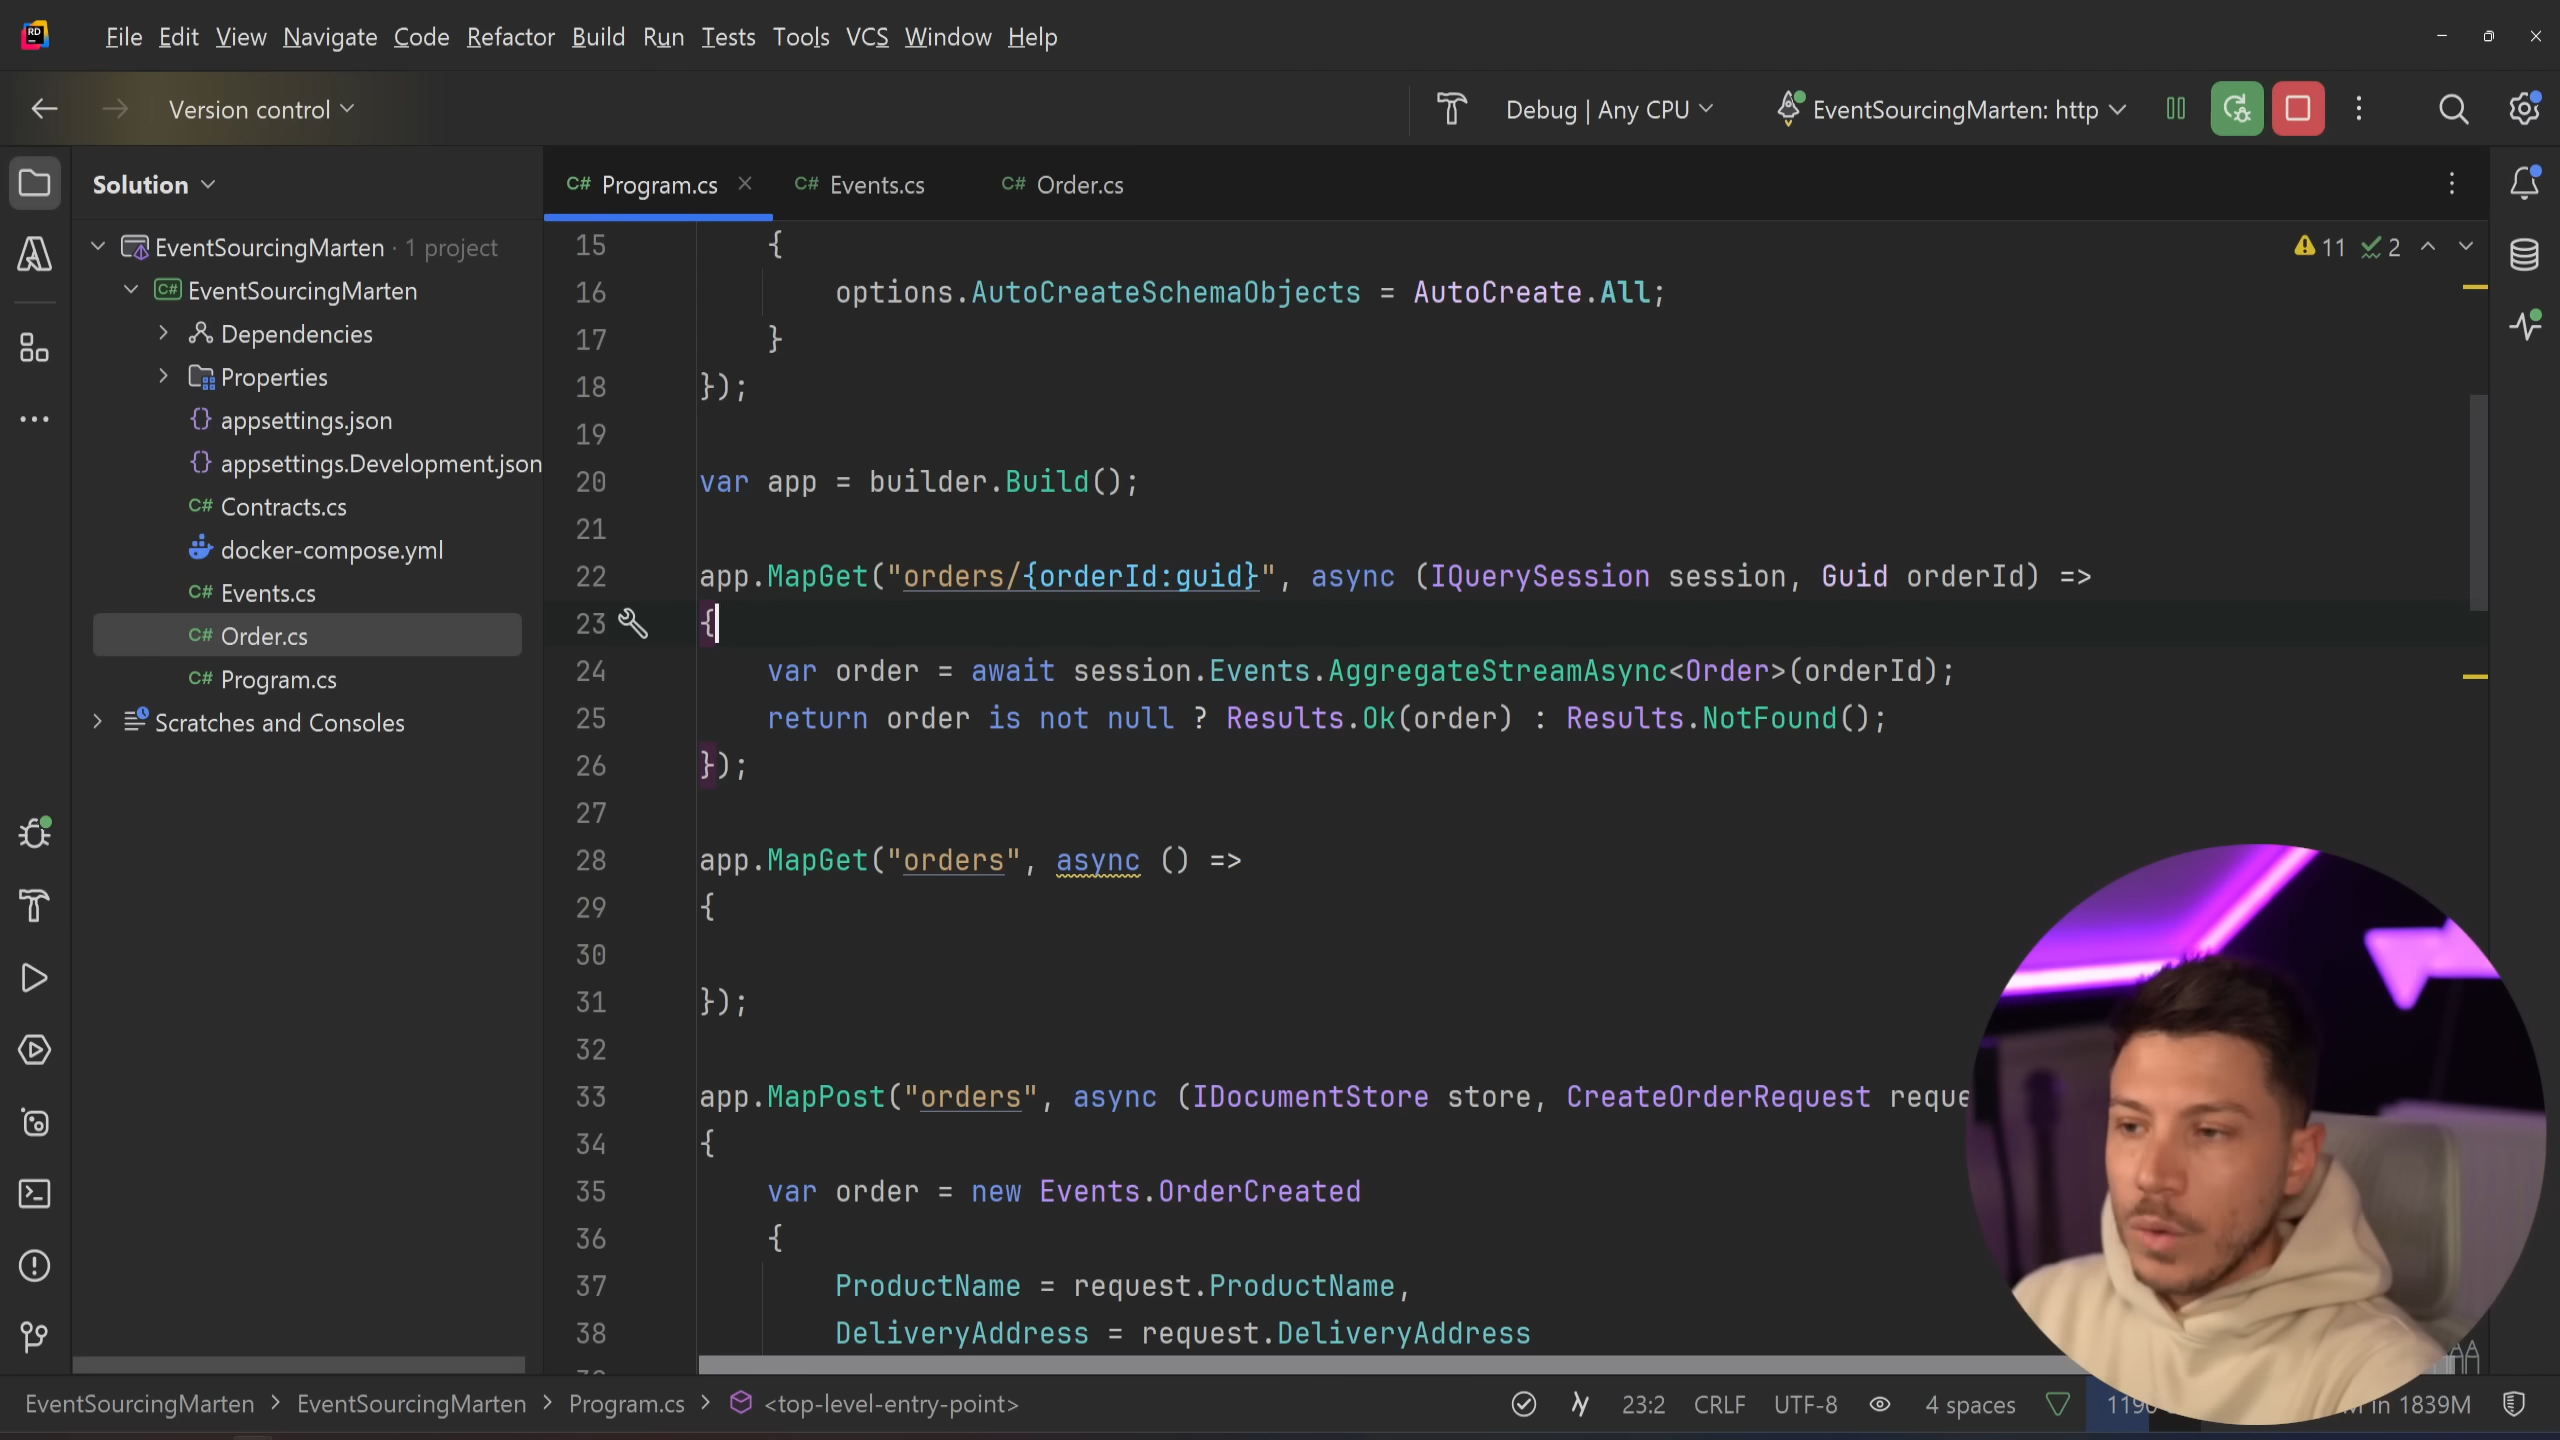 RD File Edit View Navigate Code Refactor Build Run Tests Tools VCS Window Help
Version control Debug | Any CPU EventSourcingMarten: http
Solution
C# Program.cs C# Events.cs C# Order.cs
EventSourcingMarten · 1 project
C# EventSourcingMarten
Dependencies
Properties
{} appsettings.json
{} appsettings.Development.json
C# Contracts.cs
docker-compose.yml
C# Events.cs
C# Order.cs
C# Program.cs
Scratches and Consoles
11 2
15 {
16 options.AutoCreateSchemaObjects = AutoCreate.All;
17 }
18 });
19
20 var app = builder.Build();
21
22 app.MapGet("orders/{orderId:guid}", async (IQuerySession session, Guid orderId) =>
23 {
24 var order = await session.Events.AggregateStreamAsync<Order>(orderId);
25 return order is not null ? Results.Ok(order) : Results.NotFound();
26 });
27
28 app.MapGet("orders", async () =>
29 {
30
31 });
32
33 app.MapPost("orders", async (IDocumentStore store, CreateOrderRequest reque
34 {
35 var order = new Events.OrderCreated
36 {
37 ProductName = request.ProductName,
38 DeliveryAddress = request.DeliveryAddress
EventSourcingMarten > EventSourcingMarten > Program.cs > <top-level-entry-point> 23:2 CRLF UTF-8 4 spaces in 1839M